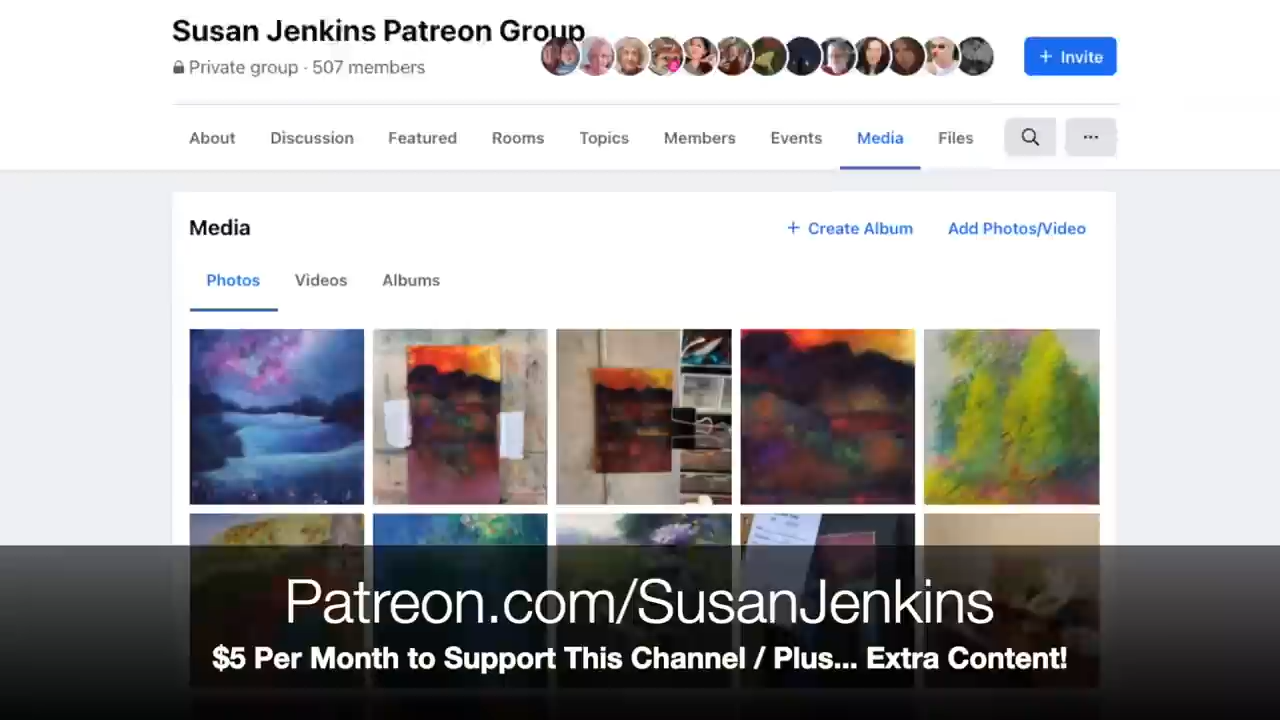 Susan Jenkins Patreon Group
Private group · 507 members
+ Invite
About Discussion Featured Rooms Topics Members Events Media Files ...
Media
+ Create Album Add Photos/Video
Photos Videos Albums
Patreon.com/SusanJenkins
$5 Per Month to Support This Channel / Plus... Extra Content!